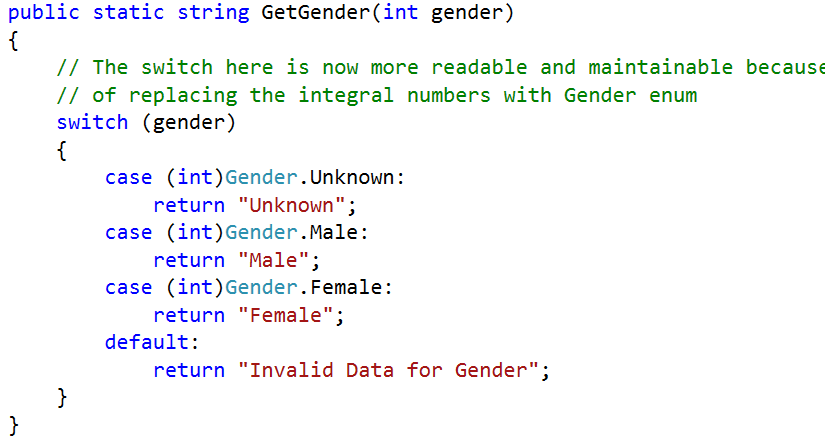 public static string GetGender(int gender)
{
    // The switch here is now more readable and maintainable because
    // of replacing the integral numbers with Gender enum
    switch (gender)
    {
        case (int)Gender.Unknown:
            return "Unknown";
        case (int)Gender.Male:
            return "Male";
        case (int)Gender.Female:
            return "Female";
        default:
            return "Invalid Data for Gender";
    }
}